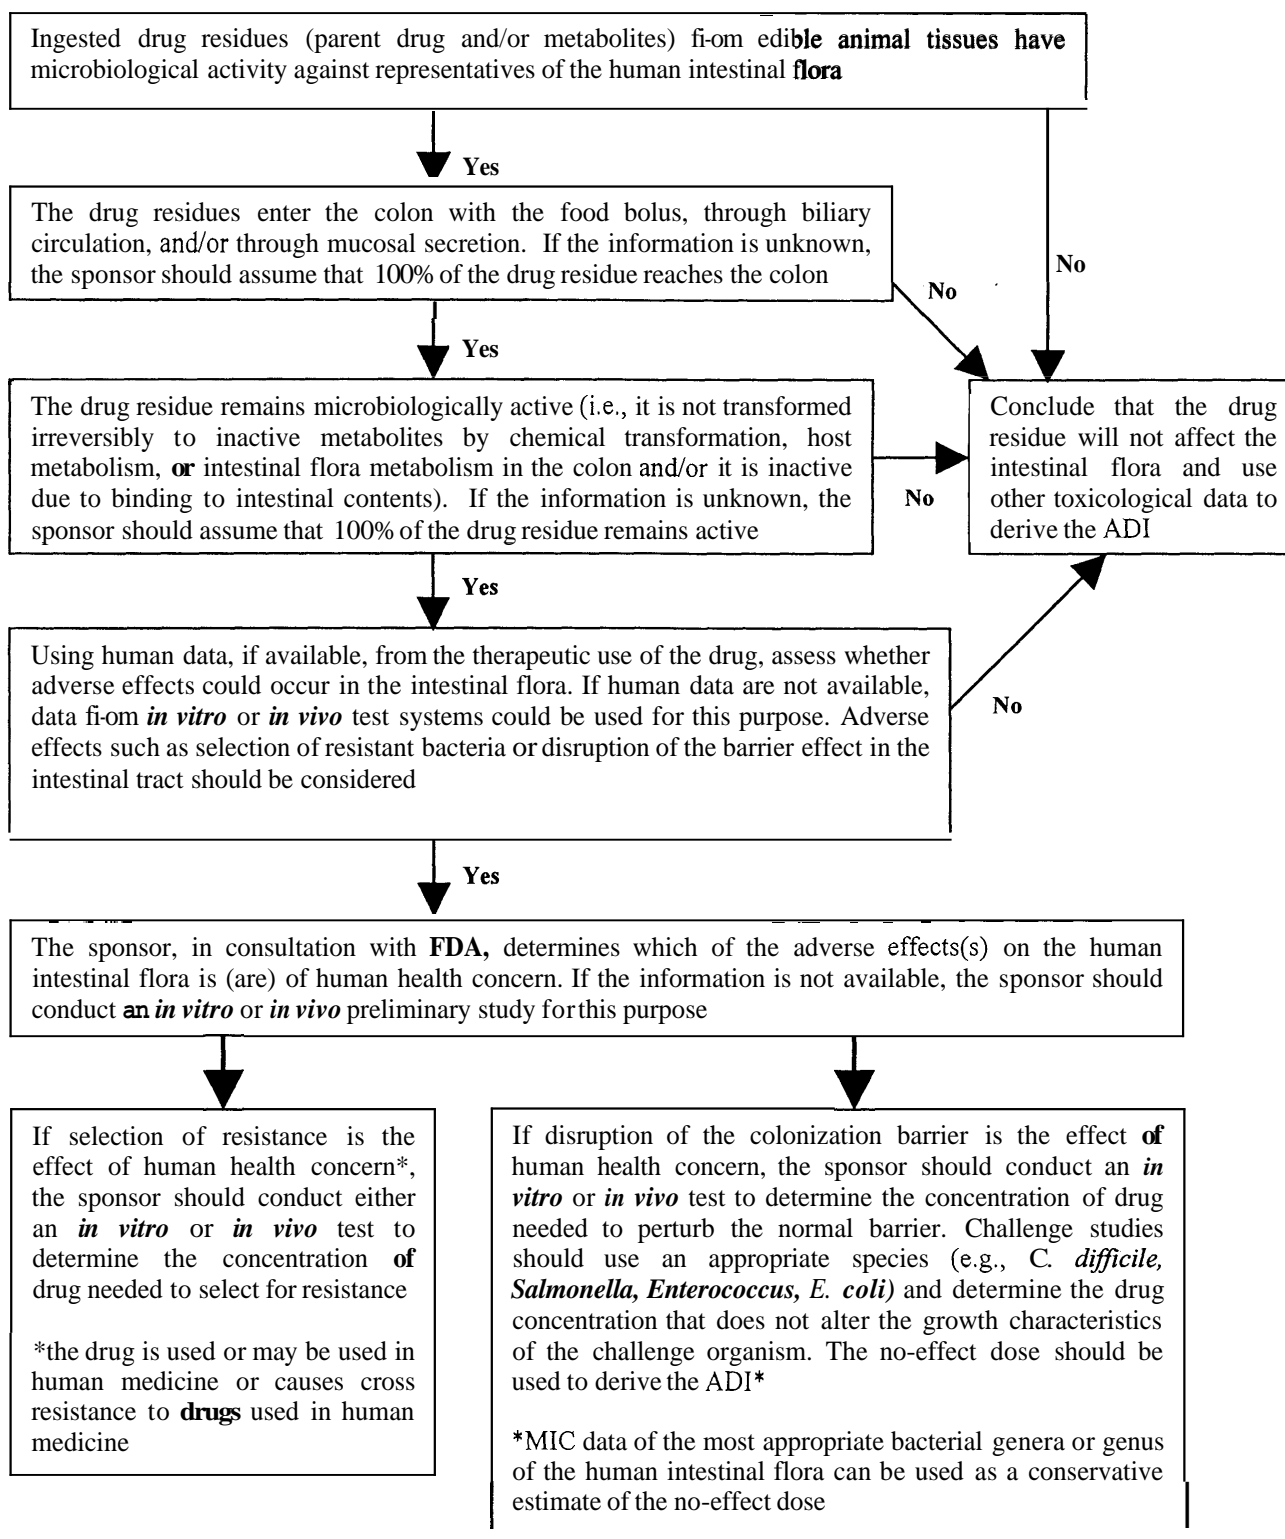 Ingested drug residues (parent drug and/or metabolites) fi-om edible animal tissues have
microbiological activity against representatives of the human intestinal flora
Yes
The drug residues enter the colon with the food bolus, through biliary
circulation, and/or through mucosal secretion. If the information is unknown,
the sponsor should assume that 100% of the drug residue reaches the colon
No
No
Yes
The drug residue remains microbiologically active (i.e., it is not transformed
irreversibly to inactive metabolites by chemical transformation, host
metabolism, or intestinal flora metabolism in the colon and/or it is inactive
due to binding to intestinal contents). If the information is unknown, the
sponsor should assume that 100% of the drug residue remains active
No
Conclude that the drug
residue will not affect the
intestinal flora and use
other toxicological data to
derive the ADI
Yes
Using human data, if available, from the therapeutic use of the drug, assess whether
adverse effects could occur in the intestinal flora. If human data are not available,
data fi-om in vitro or in vivo test systems could be used for this purpose. Adverse
effects such as selection of resistant bacteria or disruption of the barrier effect in the
intestinal tract should be considered
No
Yes
The sponsor, in consultation with FDA, determines which of the adverse effects(s) on the human
intestinal flora is (are) of human health concern. If the information is not available, the sponsor should
conduct an in vitro or in vivo preliminary study for this purpose
If selection of resistance is the
effect of human health concern*,
the sponsor should conduct either
an in vitro or in vivo test to
determine the concentration of
drug needed to select for resistance
*the drug is used or may be used in
human medicine or causes cross
resistance to drugs used in human
medicine
If disruption of the colonization barrier is the effect of
human health concern, the sponsor should conduct an in
vitro or in vivo test to determine the concentration of drug
needed to perturb the normal barrier. Challenge studies
should use an appropriate species (e.g., C. difficile,
Salmonella, Enterococcus, E. coli) and determine the drug
concentration that does not alter the growth characteristics
of the challenge organism. The no-effect dose should be
used to derive the ADI*
*MIC data of the most appropriate bacterial genera or genus
of the human intestinal flora can be used as a conservative
estimate of the no-effect dose